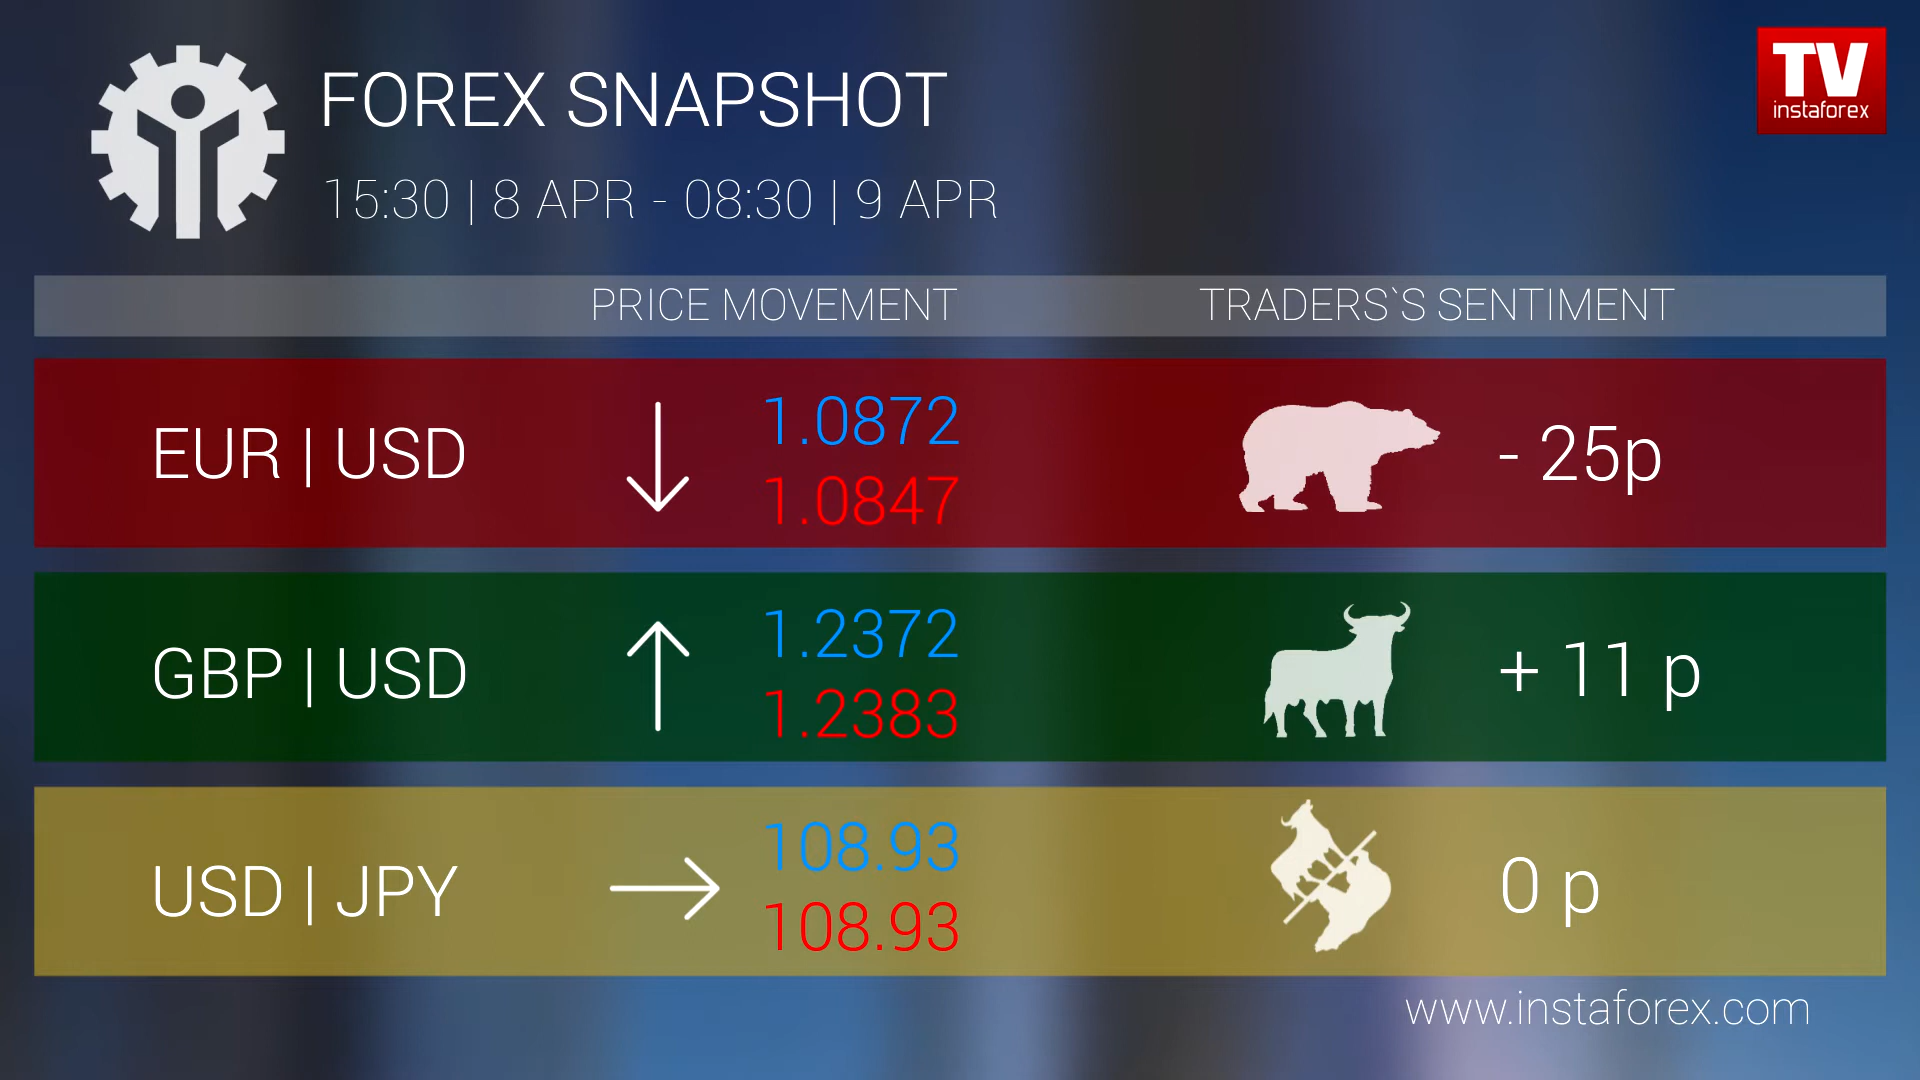 FOREX SNAPSHOT
TV
instaforex
15:30 | 8 APR - 08:30 | 9 APR
PRICE MOVEMENT TRADERS`S SENTIMENT
EUR | USD 1.0872 - 25p
1.0847
GBP | USD 1.2372 + 11 p
1.2383
USD | JPY 108.93 0 p
108.93
www.instaforex.com